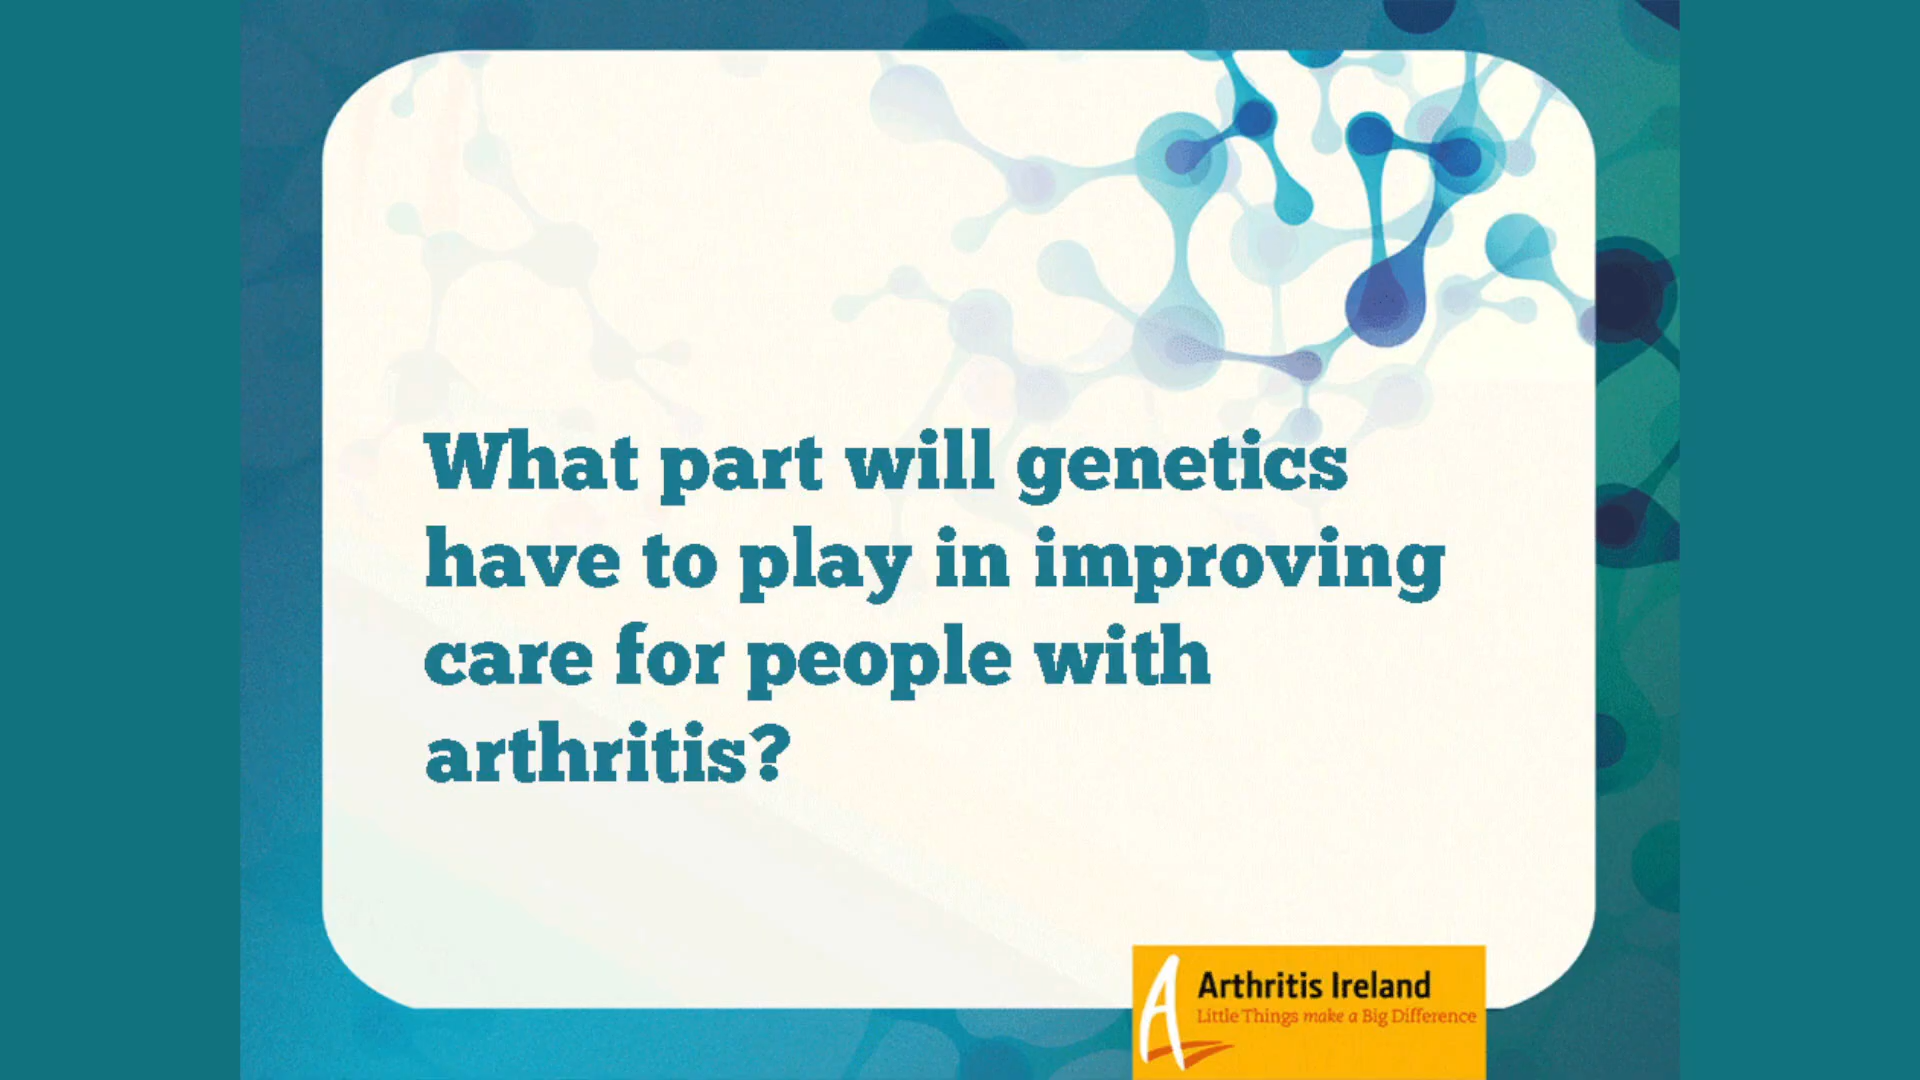 What part will genetics
have to play in improving
care for people with
arthritis?
Arthritis Ireland
Little Things make a Big Difference